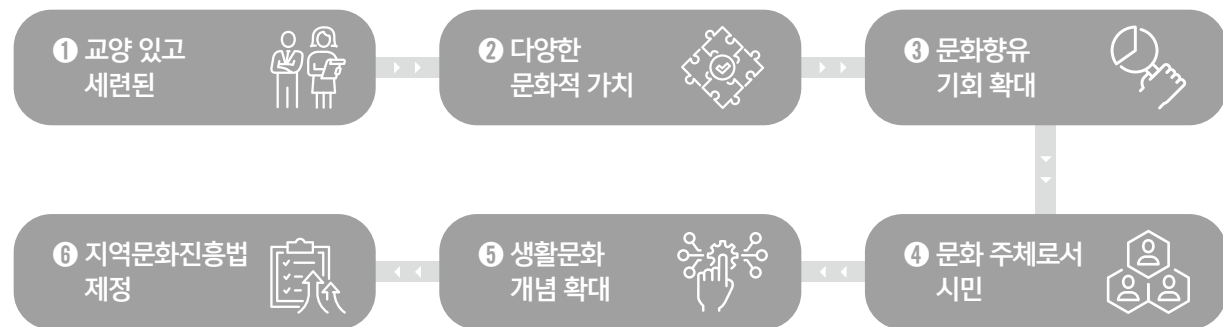 ❶ 교양 있고
세련된
❷ 다양한
문화적 가치
❸ 문화향유
기회 확대
❹ 문화 주체로서
시민
❺ 생활문화
개념 확대
❻ 지역문화진흥법
제정